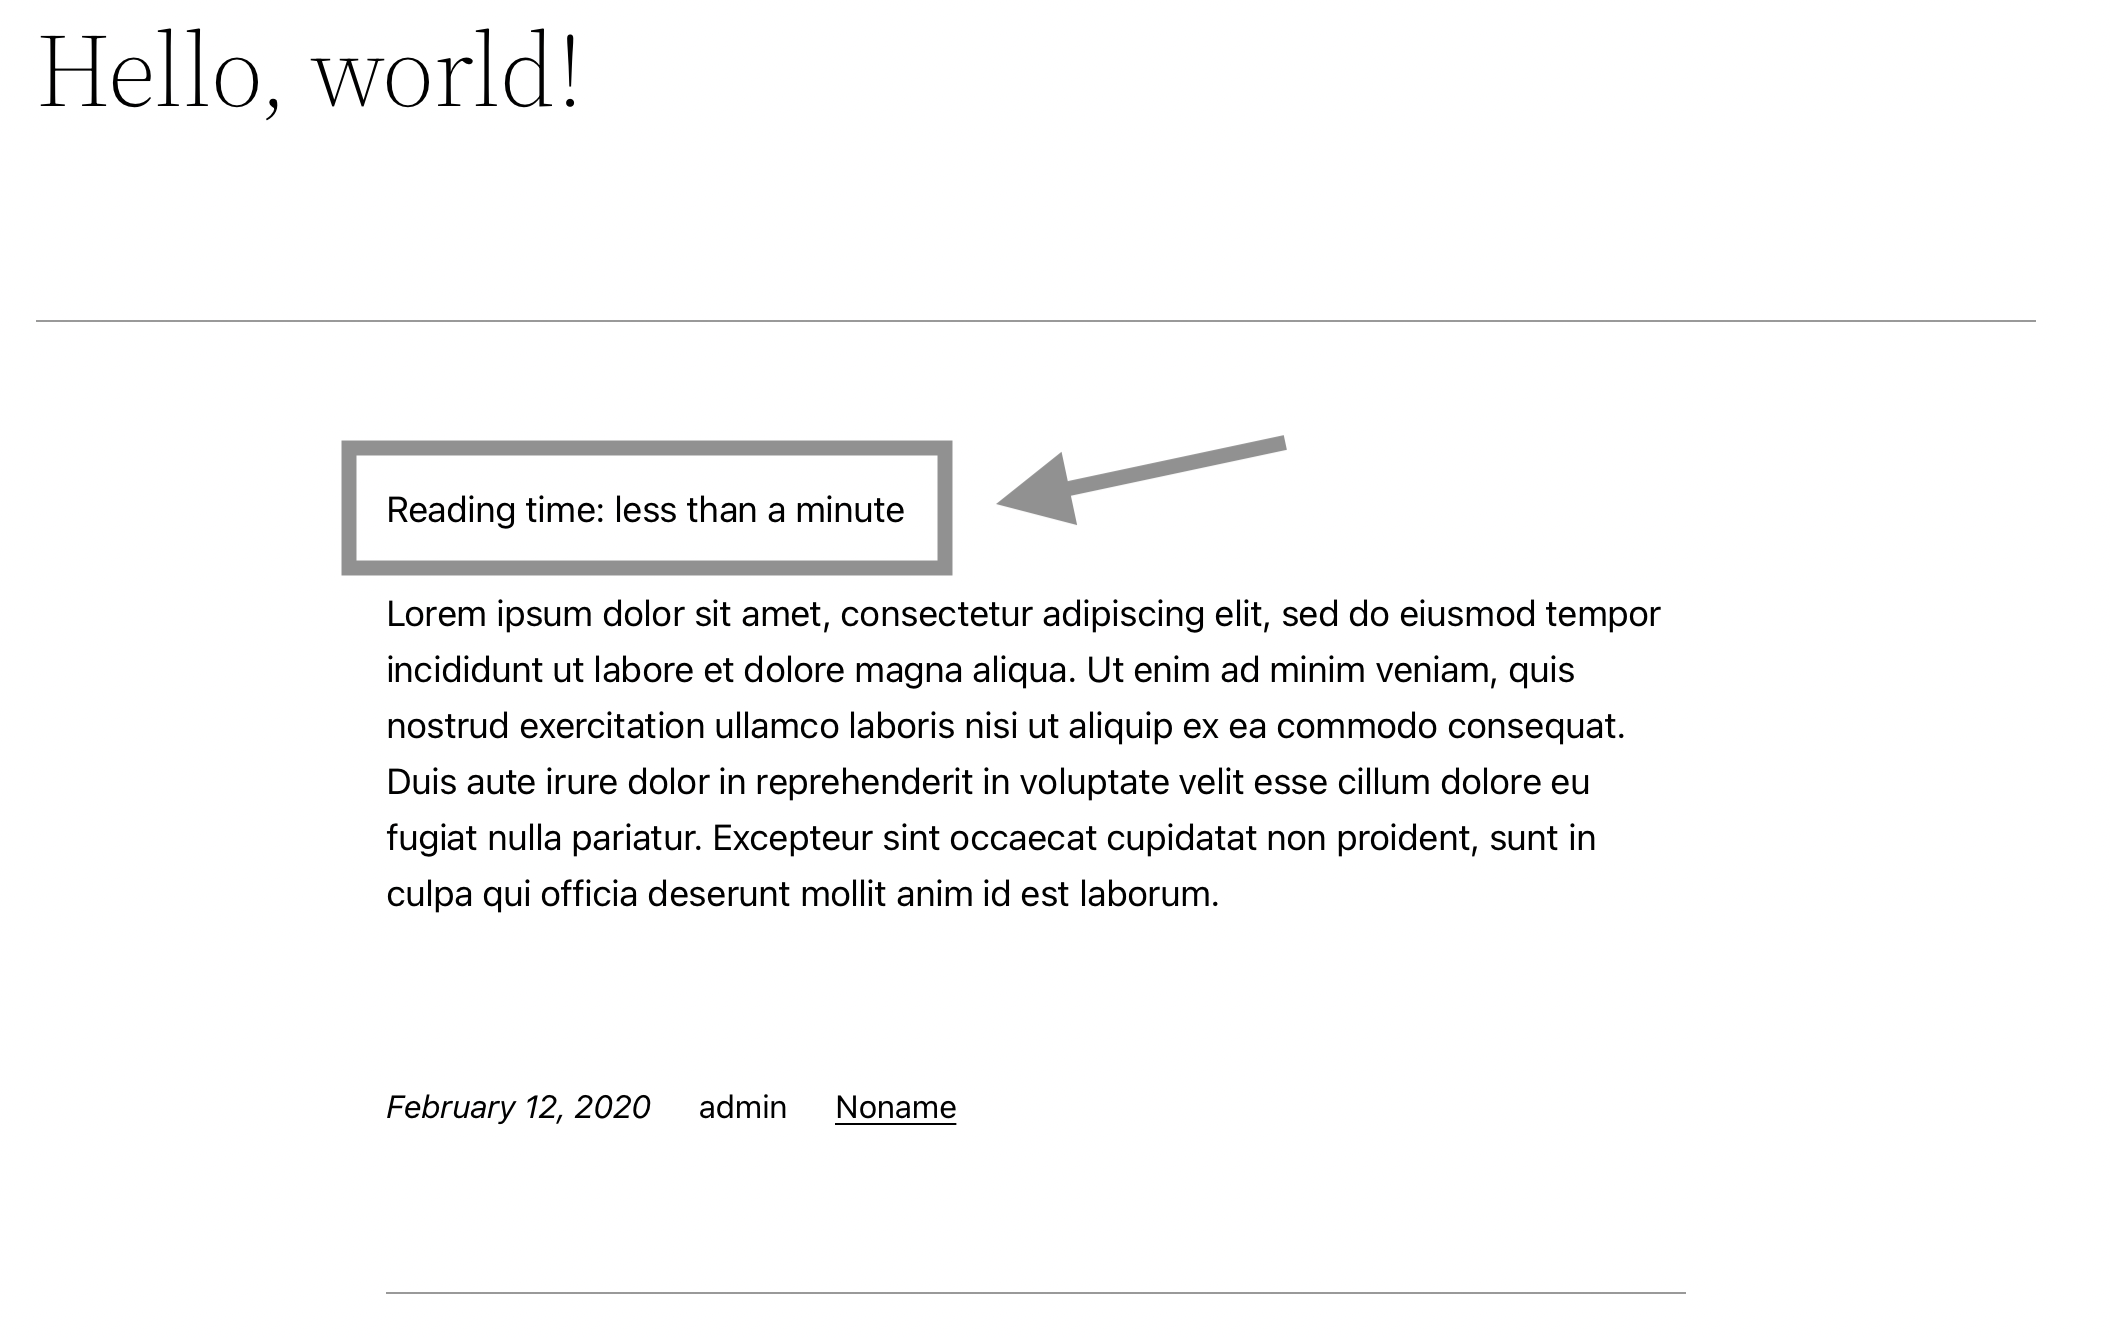 Hello, world!
Reading time: less than a minute
Lorem ipsum dolor sit amet, consectetur adipiscing elit, sed do eiusmod tempor
incididunt ut labore et dolore magna aliqua. Ut enim ad minim veniam, quis
nostrud exercitation ullamco laboris nisi ut aliquip ex ea commodo consequat.
Duis aute irure dolor in reprehenderit in voluptate velit esse cillum dolore eu
fugiat nulla pariatur. Excepteur sint occaecat cupidatat non proident, sunt in
culpa qui officia deserunt mollit anim id est laborum.
February 12, 2020 admin Noname